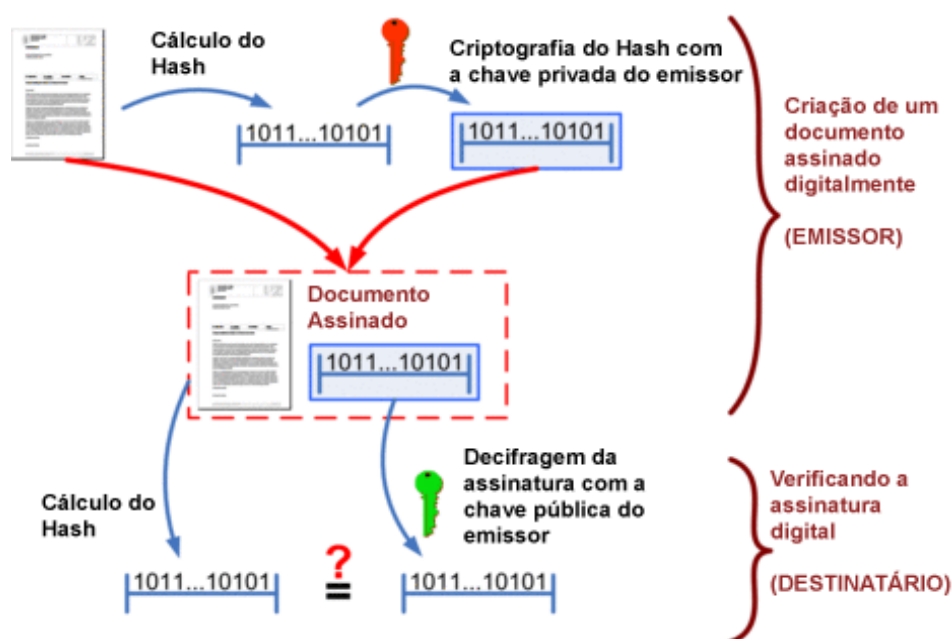 Cálculo do
Hash
Criptografia do Hash com
a chave privada do emissor
1011...10101
1011...10101
Criação de um
documento
assinado
digitalmente
(EMISSOR)
Documento
Assinado
1011...10101
Cálculo do
Hash
Decifragem da
assinatura com a
chave pública do
emissor
1011...10101
?
=
1011...10101
Verificando a
assinatura
digital
(DESTINATÁRIO)